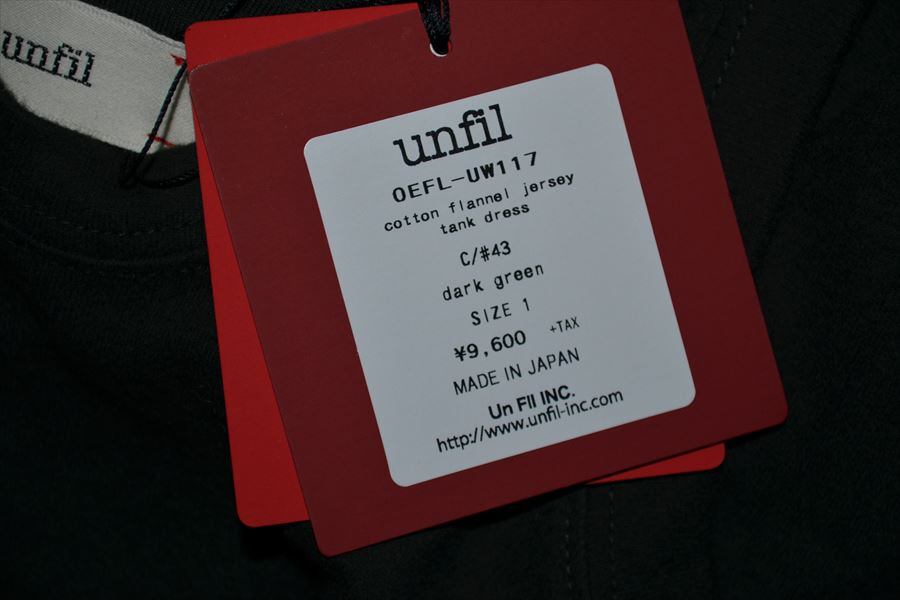 unfil
unfil
OEFL-UW117
cotton flannel jersey
tank dress
C/#43
dark green
SIZE 1
¥9,600 +TAX
MADE IN JAPAN
Un Fil INC.
http://www.unfil-inc.com